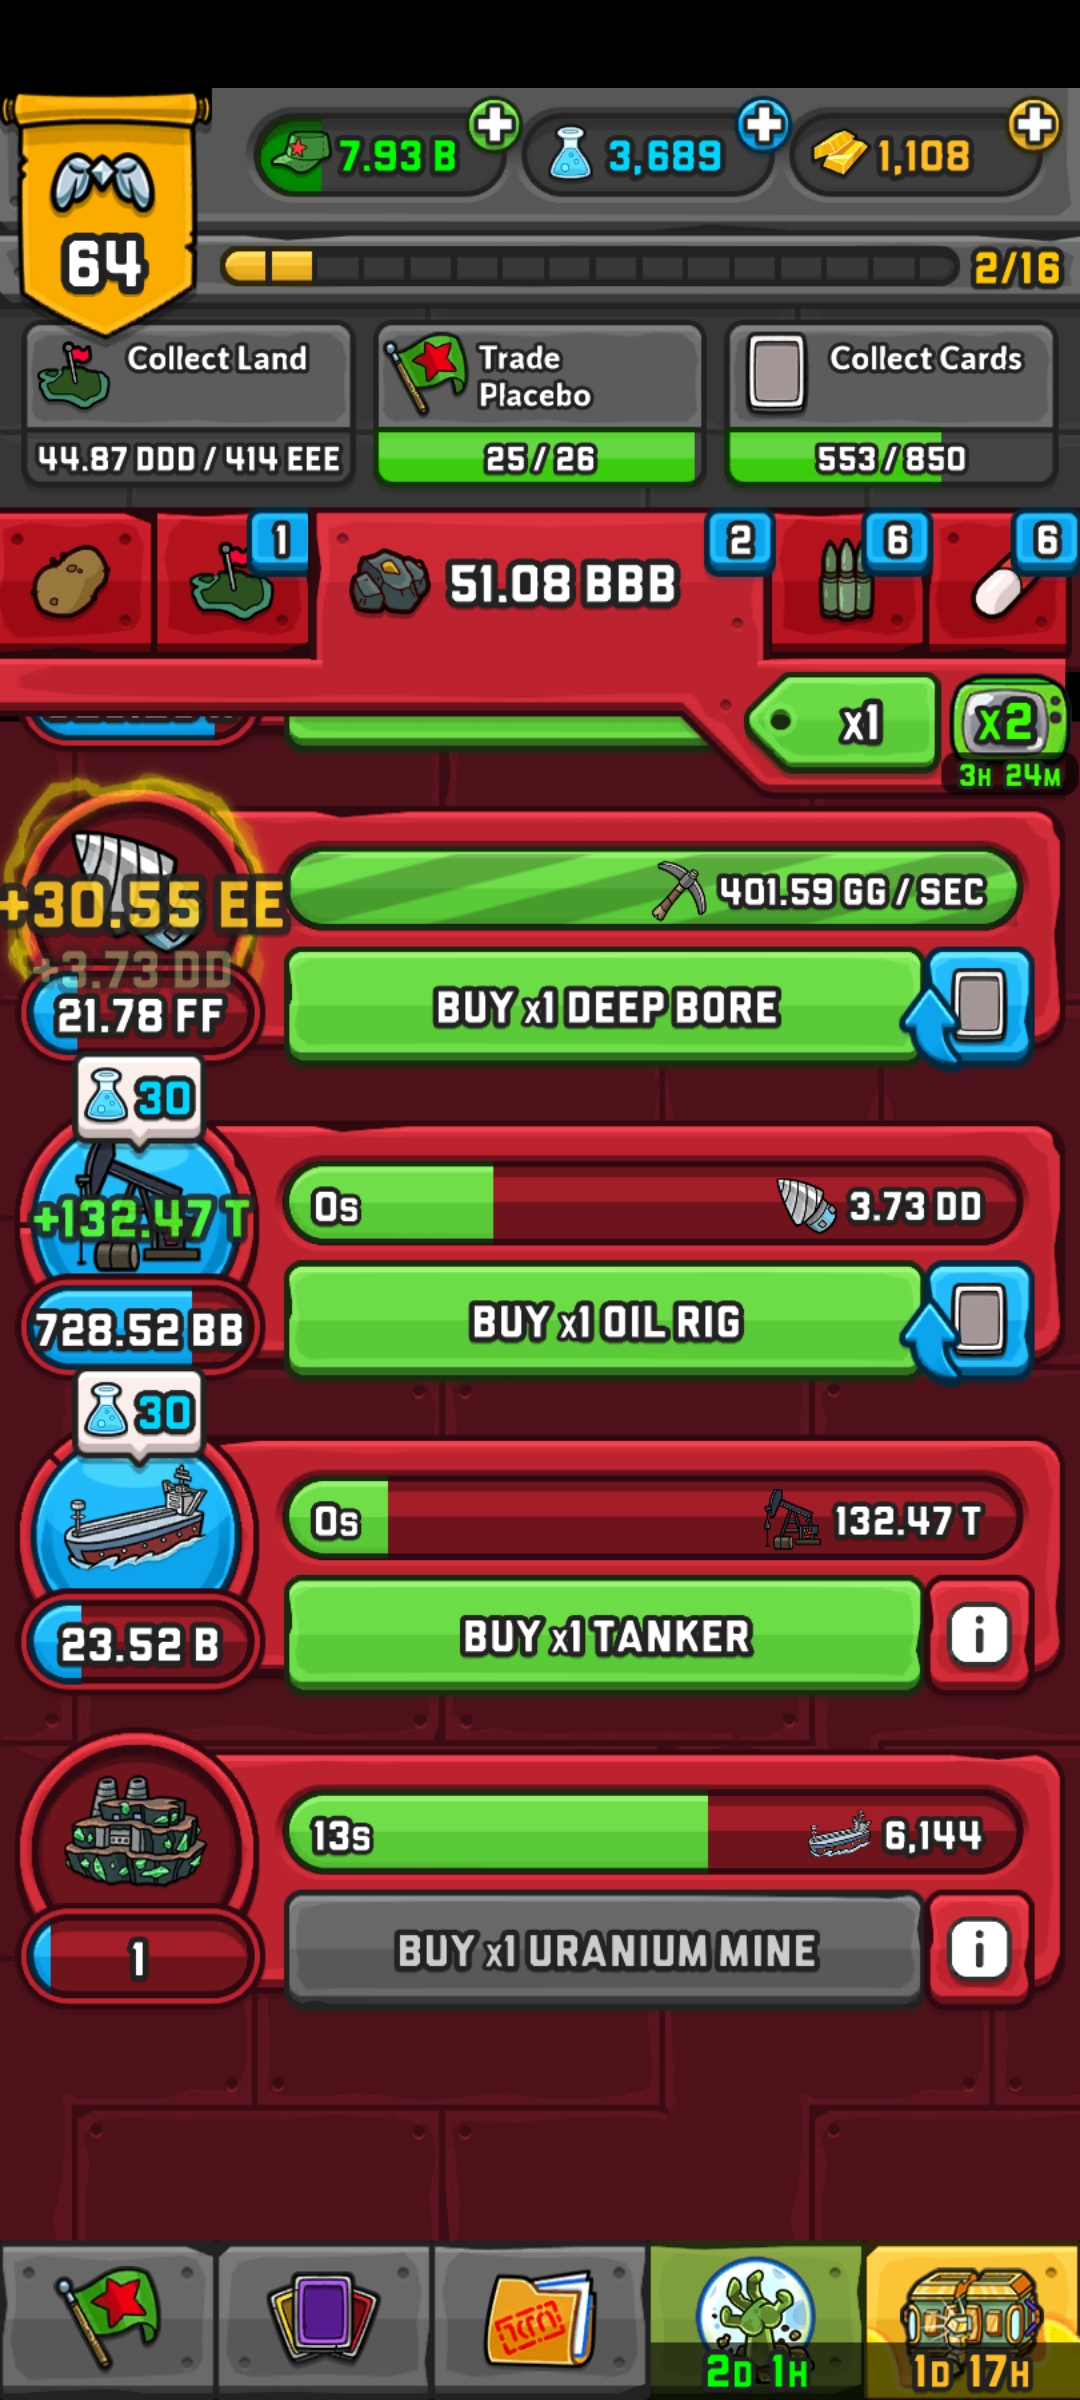 7.93 B
3,689
1,108
64
2/16
Collect Land
44.87 DDD / 414 EEE
Trade
Placebo
25/26
Collect Cards
553/850
1
51.08 BBB
2
6
6
x1
x2
3H 24M
+30.55 EE
+3.73 DD
21.78 FF
401.59 GG / SEC
BUY x1 DEEP BORE
30
+132.47 T
728.52 BB
0s
3.73 DD
BUY x1 OIL RIG
30
23.52 B
0s
132.47 T
BUY x1 TANKER
i
1
13s
6,144
BUY x1 URANIUM MINE
i
2D 1H
1D 17H